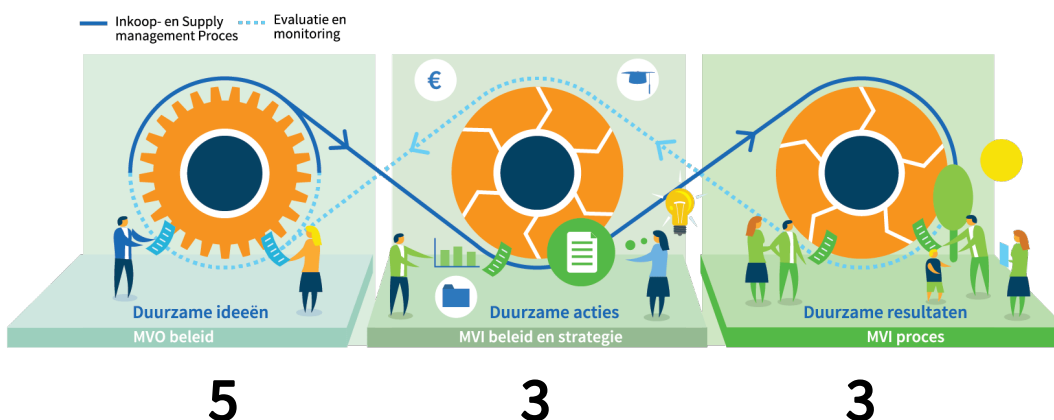 Inkoop- en Supply
management Proces
Evaluatie en
monitoring
€
Duurzame ideeën
MVO beleid
Duurzame acties
MVI beleid en strategie
Duurzame resultaten
MVI proces
5
3
3